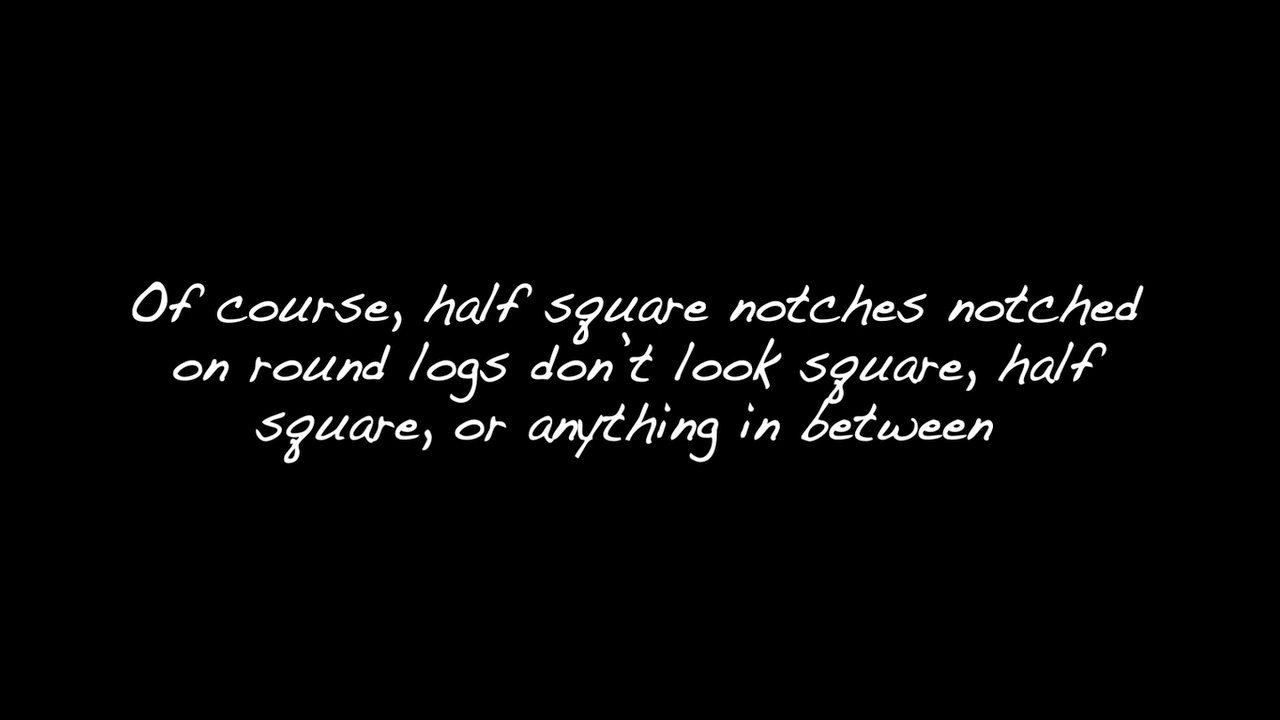 Of course, half square notches notched
on round logs don't look square, half
square, or anything in between